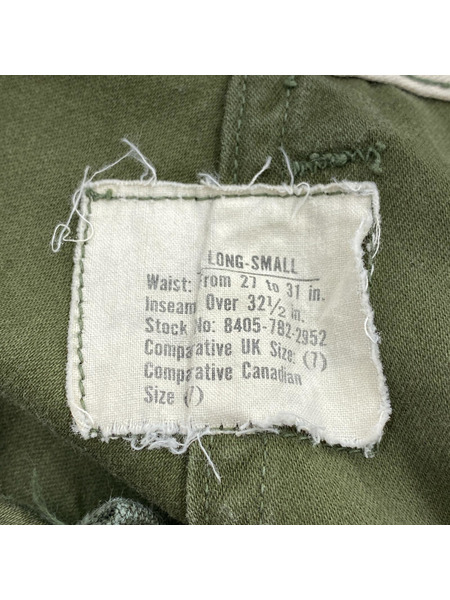 LONG-SMALL
Waist: From 27 to 31 in.
Inseam Over 32½ in.
Stock No: 8405-782-2952
Comparative UK Size: (7)
Comparative Canadian
Size (7)